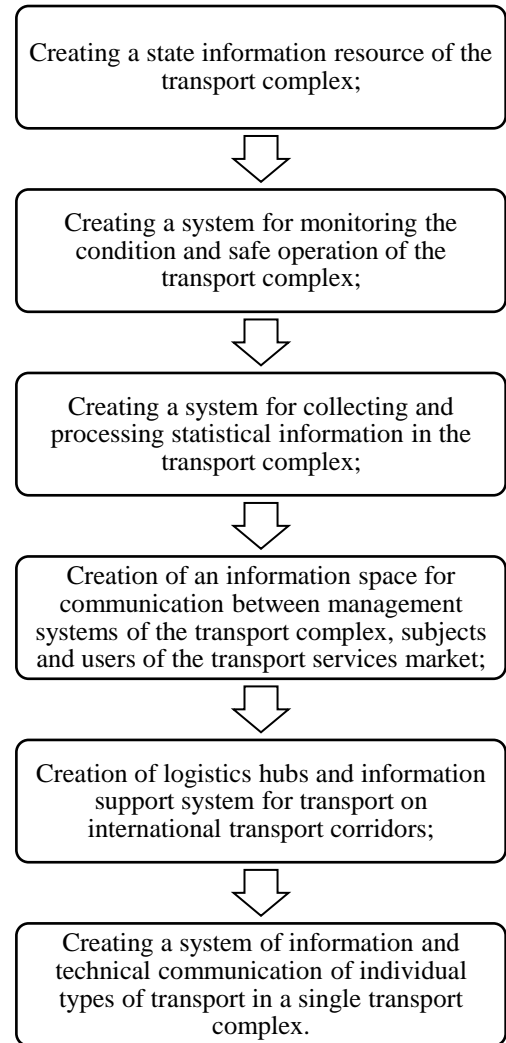 Creating a state information resource of the
transport complex;
Creating a system for monitoring the
condition and safe operation of the
transport complex;
Creating a system for collecting and
processing statistical information in the
transport complex;
Creation of an information space for
communication between management
systems of the transport complex, subjects
and users of the transport services market;
Creation of logistics hubs and information
support system for transport on
international transport corridors;
Creating a system of information and
technical communication of individual
types of transport in a single transport
complex.